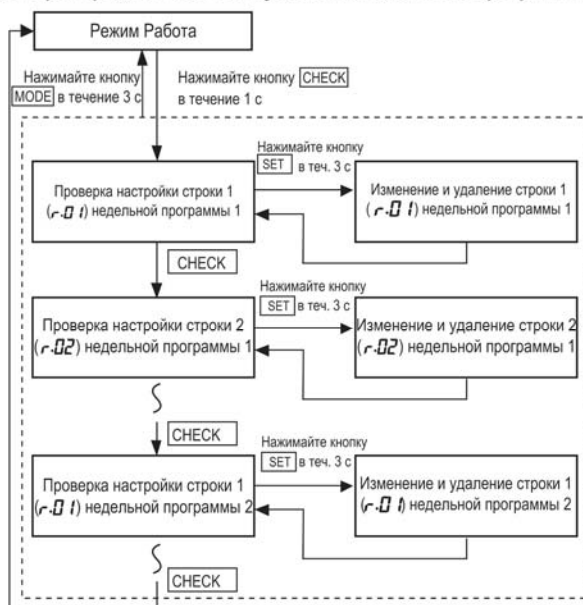 Режим Работа
Нажимайте кнопку
MODE в течение 3 с
Нажимайте кнопку CHECK
в течение 1 с
Нажимайте кнопку
SET в теч. 3 с
Проверка настройки строки 1
(r.01) недельной программы 1
Изменение и удаление строки 1
(r.01) недельной программы 1
CHECK
Нажимайте кнопку
SET в теч. 3 с
Проверка настройки строки 2
(r.02) недельной программы 1
Изменение и удаление строки 2
(r.02) недельной программы 1
CHECK
Нажимайте кнопку
SET в теч. 3 с
Проверка настройки строки 1
(r.01) недельной программы 2
Изменение и удаление строки 1
(r.01) недельной программы 2
CHECK